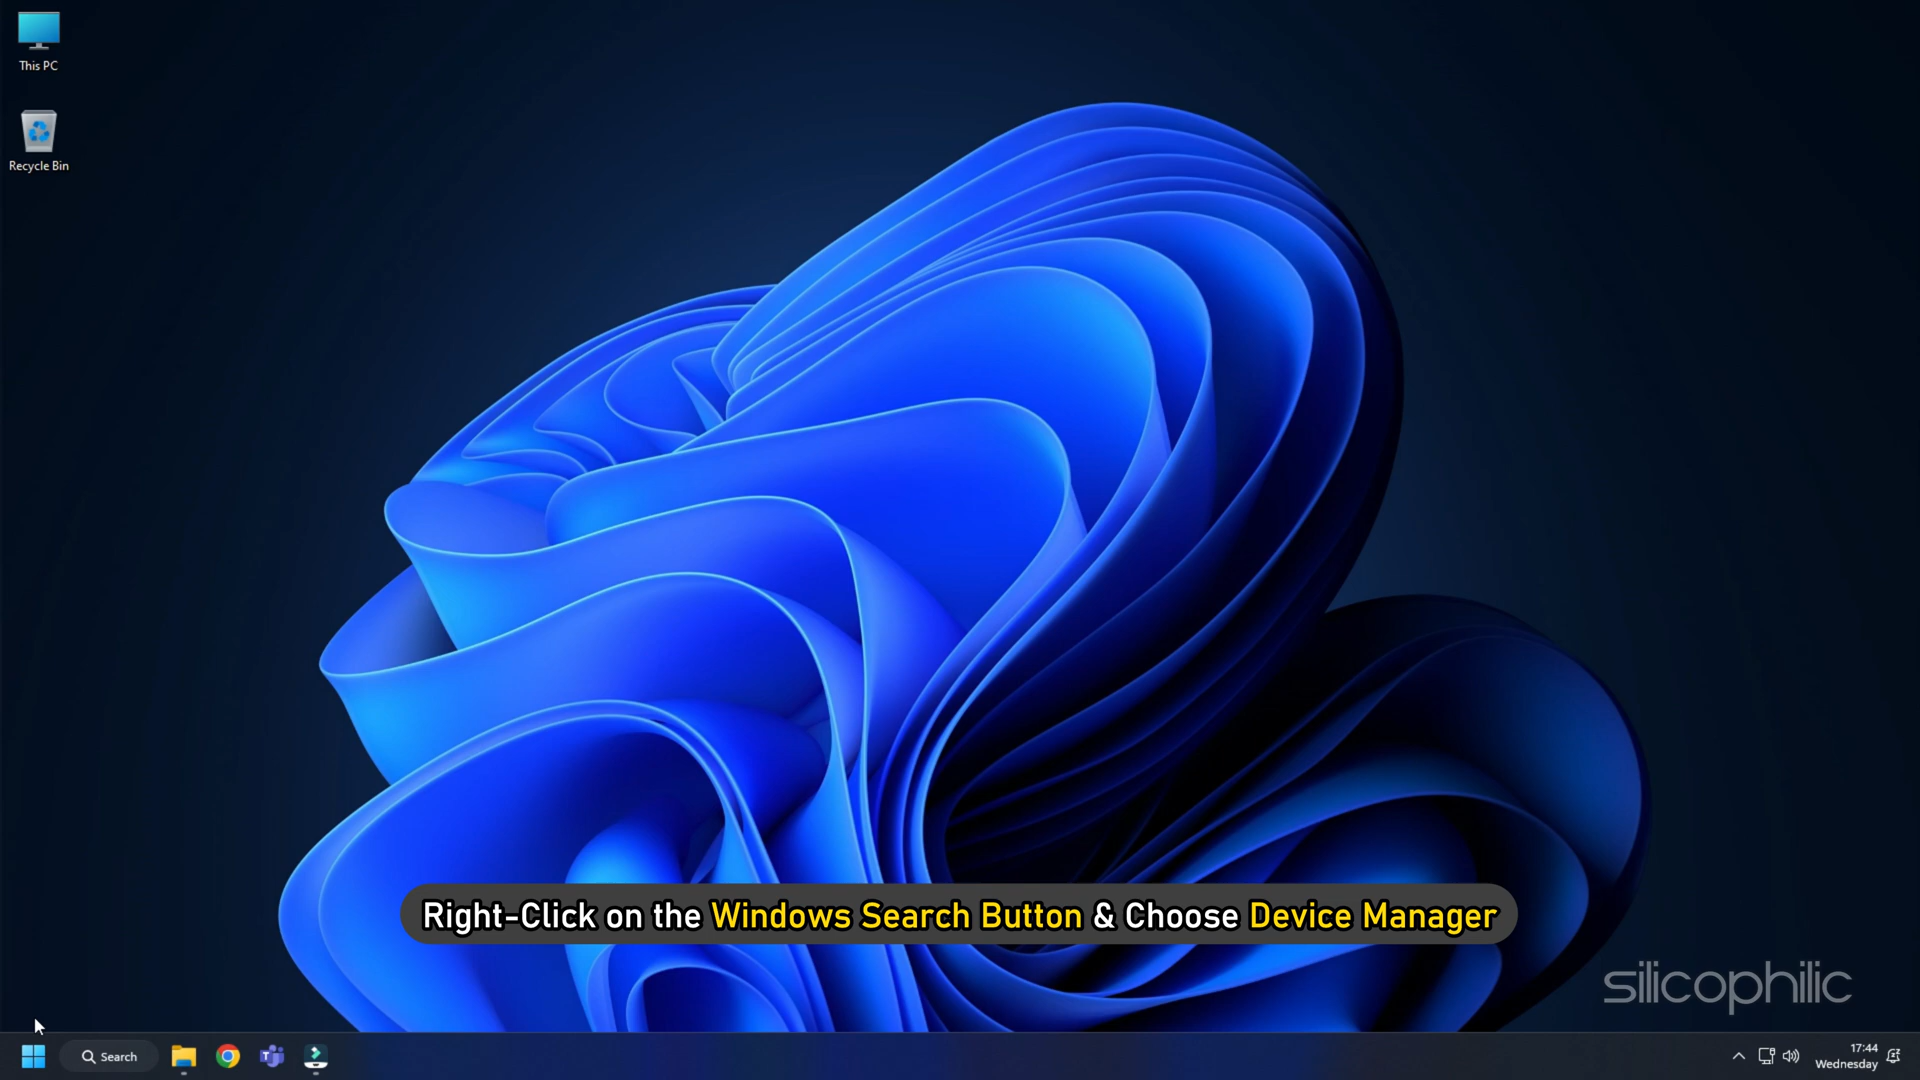 This PC
Recycle Bin
Right-Click on the Windows Search Button & Choose Device Manager
silicophilic
Search
17:44
Wednesday